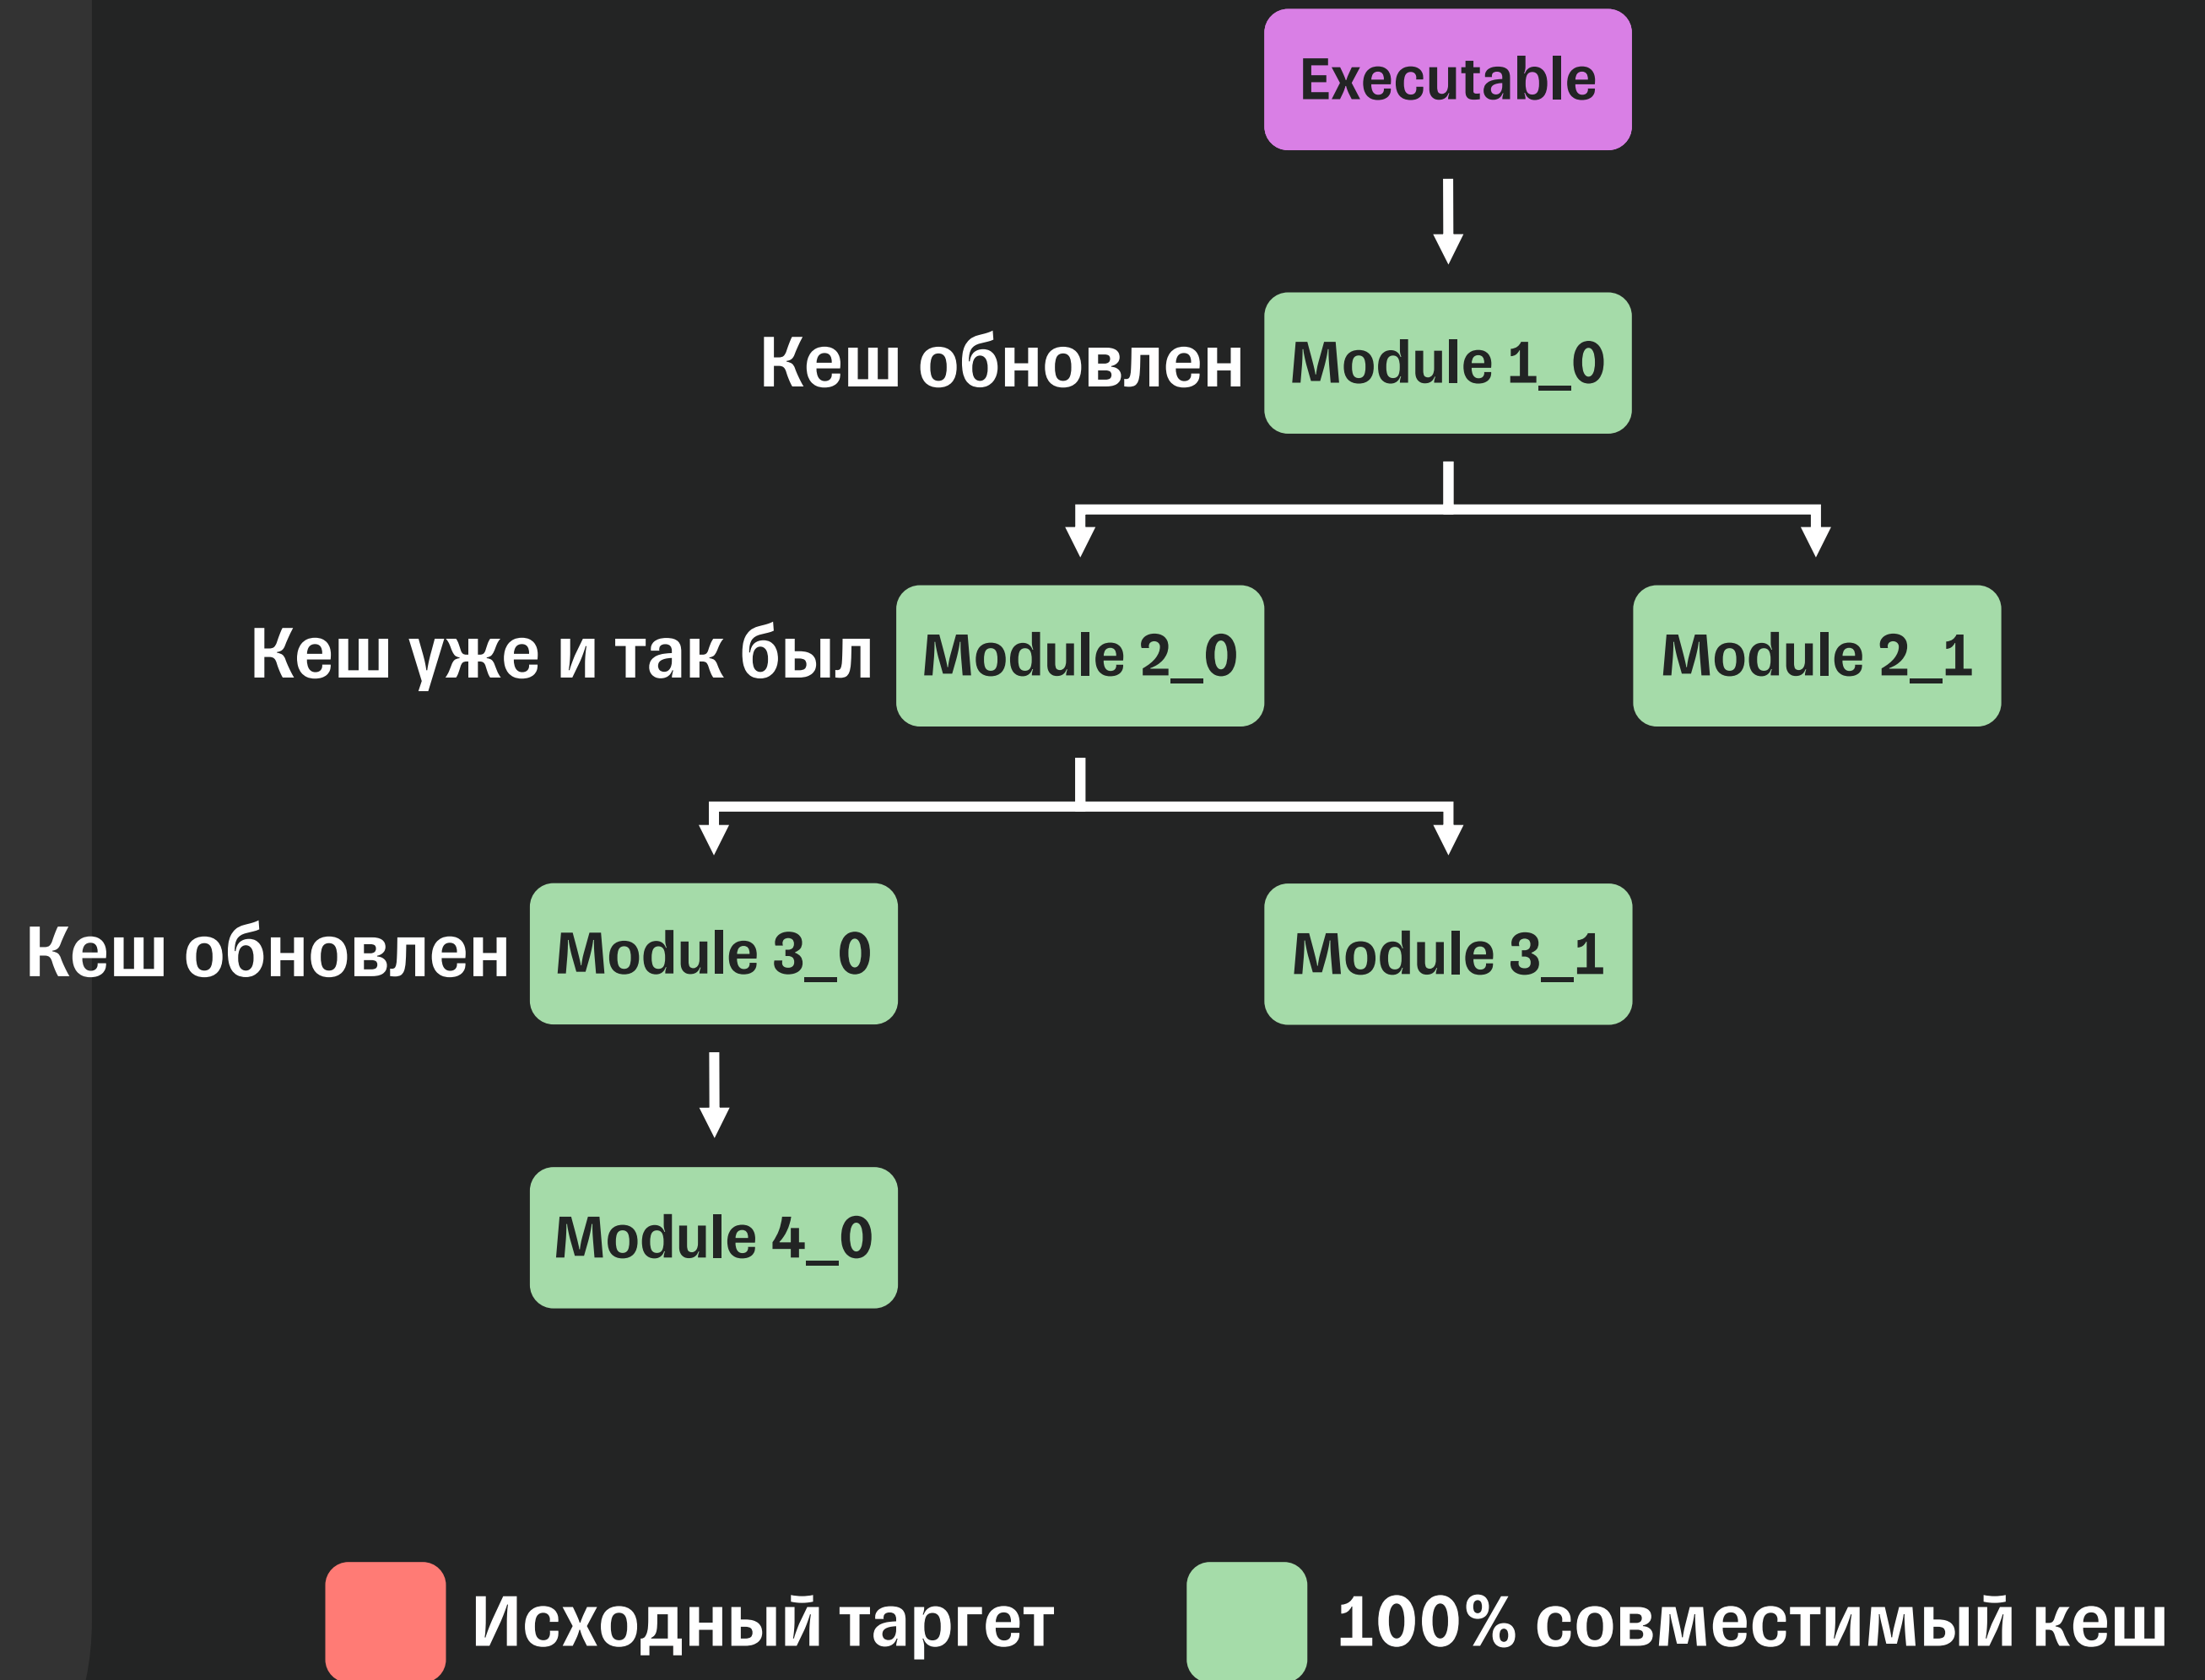 Executable
Кеш обновлен
Module 1_0
Кеш уже и так был
Module 2_0
Module 2_1
Кеш обновлен
Module 3_0
Module 3_1
Module 4_0
Исходный таргет
100% совместимый кеш